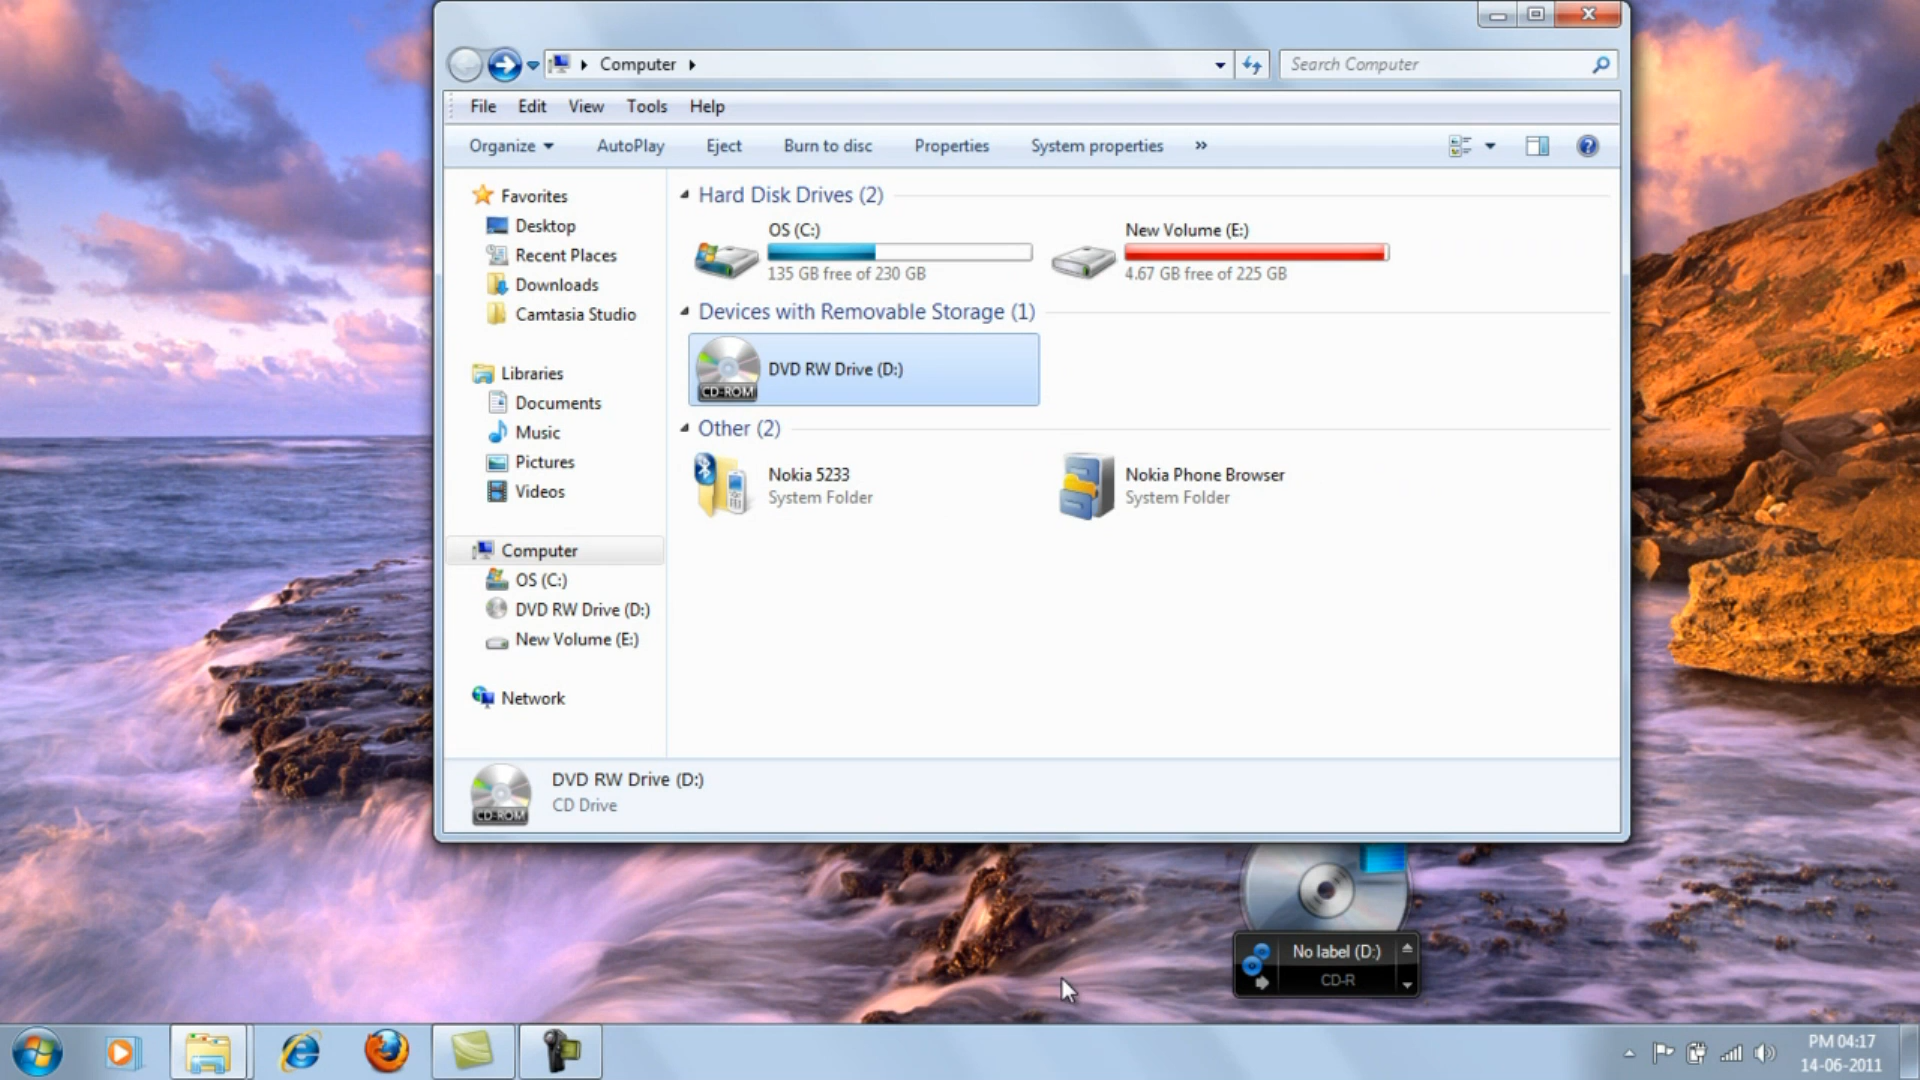 Computer
Search Computer
File Edit View Tools Help
Organize AutoPlay Eject Burn to disc Properties System properties »
Favorites
Desktop
Recent Places
Downloads
Camtasia Studio
Libraries
Documents
Music
Pictures
Videos
Computer
OS (C:)
DVD RW Drive (D:)
New Volume (E:)
Network
Hard Disk Drives (2)
OS (C:)
135 GB free of 230 GB
New Volume (E:)
4.67 GB free of 225 GB
Devices with Removable Storage (1)
CD-ROM
DVD RW Drive (D:)
Other (2)
Nokia 5233
System Folder
Nokia Phone Browser
System Folder
CD-ROM
DVD RW Drive (D:)
CD Drive
No label (D:)
CD-R
PM 04:17
14-06-2011